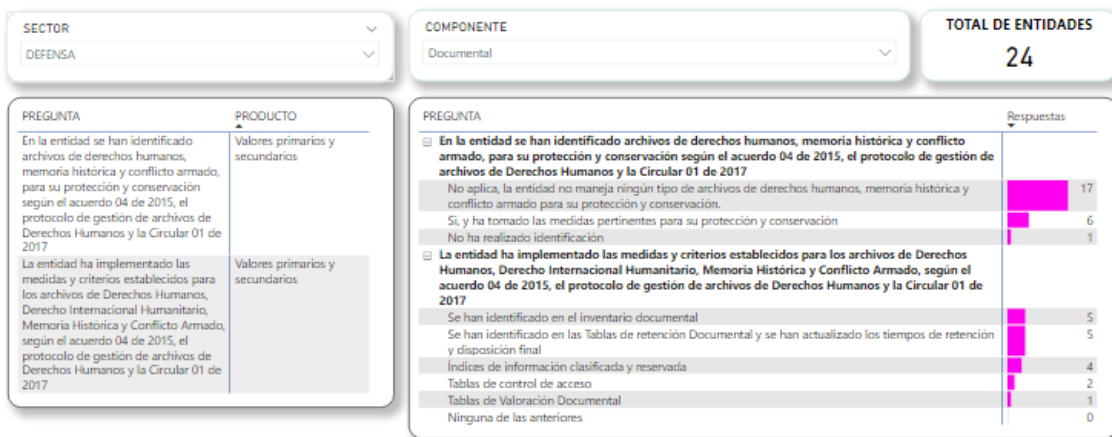 SECTOR
DEFENSA
COMPONENTE
Documental
TOTAL DE ENTIDADES
24
PREGUNTA PRODUCTO
En la entidad se han identificado Valores primarios y
archivos de derechos humanos, secundarios
memoria histórica y conflicto armado,
para su protección y conservación
según el acuerdo 04 de 2015, el
protocolo de gestión de archivos de
Derechos Humanos y la Circular 01 de
2017
La entidad ha implementado las Valores primarios y
medidas y criterios establecidos para secundarios
los archivos de Derechos Humanos,
Derecho Internacional Humanitario,
Memoria Histórica y Conflicto Armado,
según el acuerdo 04 de 2015, el
protocolo de gestión de archivos de
Derechos Humanos y la Circular 01 de
2017
PREGUNTA Respuestas
En la entidad se han identificado archivos de derechos humanos, memoria histórica y conflicto
armado, para su protección y conservación según el acuerdo 04 de 2015, el protocolo de gestión de
archivos de Derechos Humanos y la Circular 01 de 2017
No aplica, la entidad no maneja ningún tipo de archivos de derechos humanos, memoria histórica y 17
conflicto armado para su protección y conservación.
Si, y ha tomado las medidas pertinentes para su protección y conservación 6
No ha realizado identificación 1
La entidad ha implementado las medidas y criterios establecidos para los archivos de Derechos
Humanos, Derecho Internacional Humanitario, Memoria Histórica y Conflicto Armado, según el
acuerdo 04 de 2015, el protocolo de gestión de archivos de Derechos Humanos y la Circular 01 de
2017
Se han identificado en el inventario documental 5
Se han identificado en las Tablas de retención Documental y se han actualizado los tiempos de retención 5
y disposición final
Índices de información clasificada y reservada 4
Tablas de control de acceso 2
Tablas de Valoración Documental 1
Ninguna de las anteriores 0